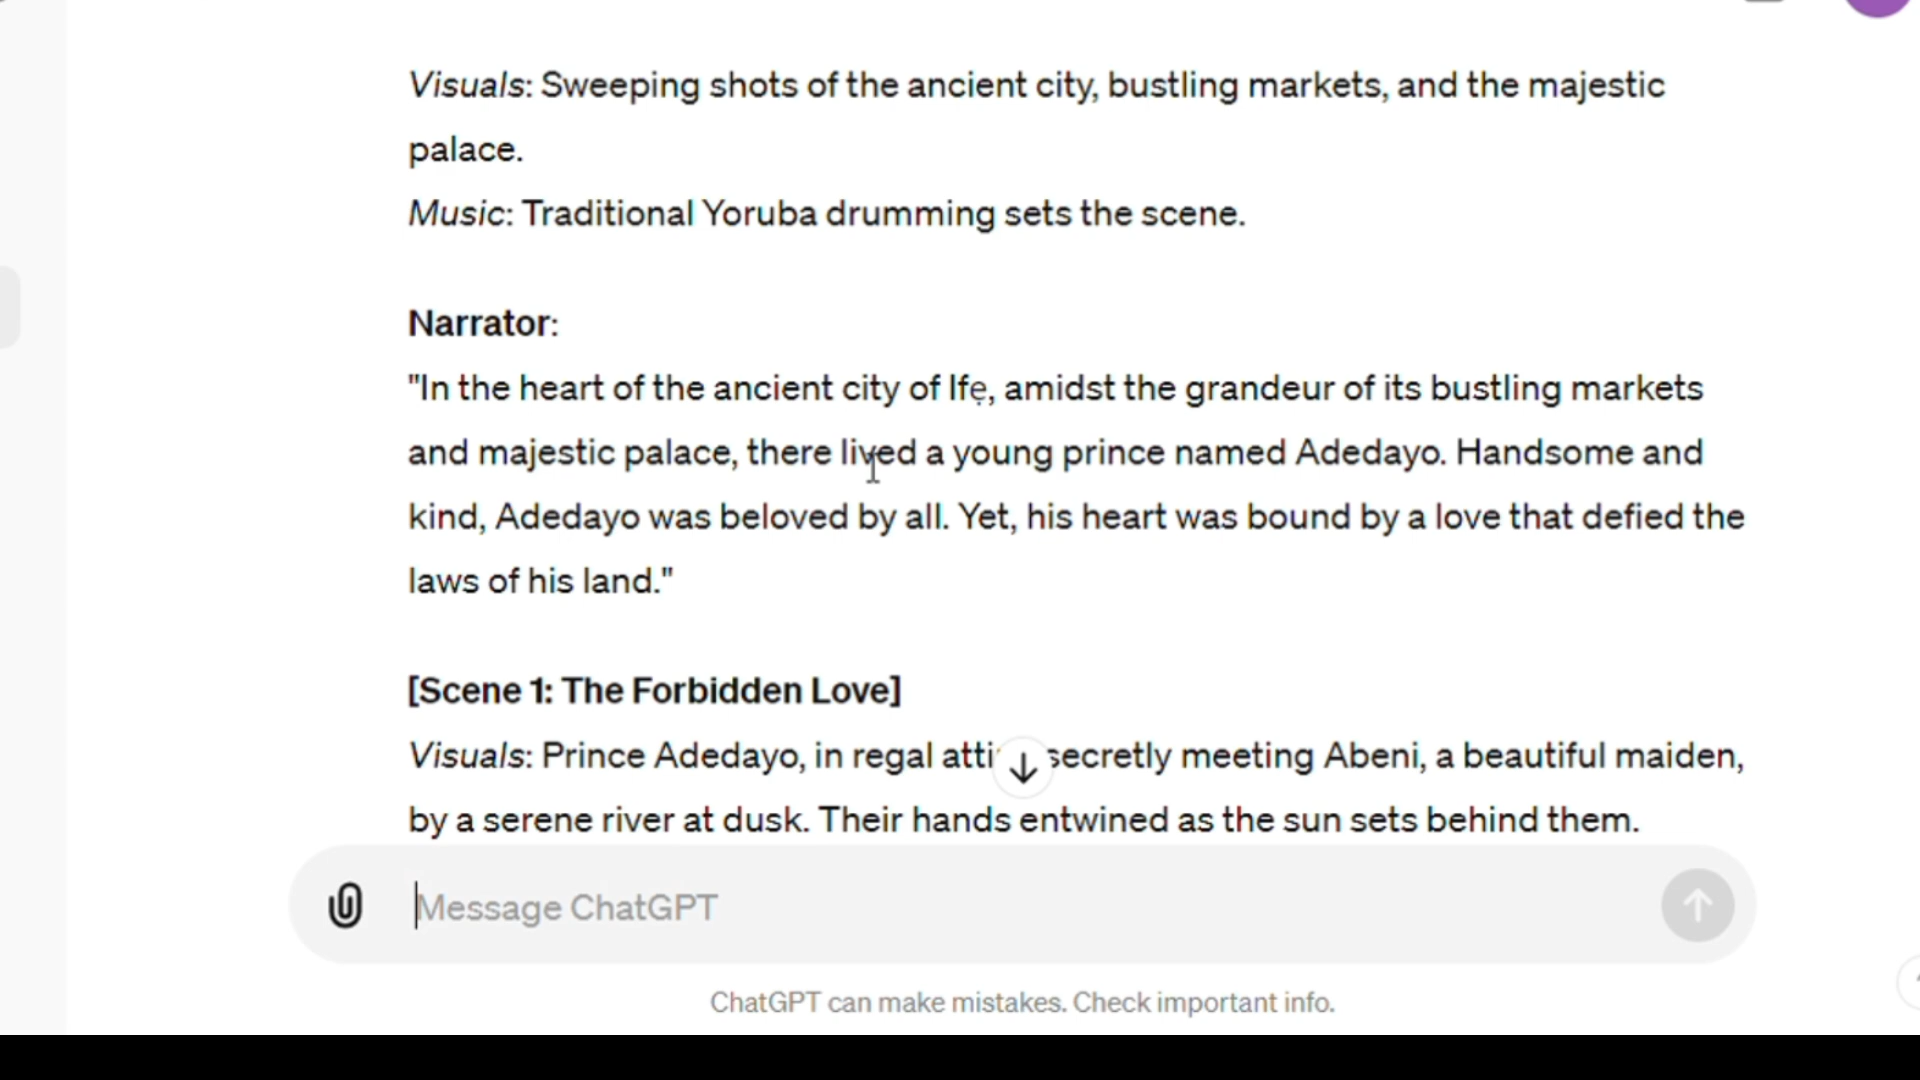 Visuals: Sweeping shots of the ancient city, bustling markets, and the majestic
palace.
Music: Traditional Yoruba drumming sets the scene.
Narrator:
"In the heart of the ancient city of Ifẹ, amidst the grandeur of its bustling markets
and majestic palace, there lived a young prince named Adedayo. Handsome and
kind, Adedayo was beloved by all. Yet, his heart was bound by a love that defied the
laws of his land."
[Scene 1: The Forbidden Love]
Visuals: Prince Adedayo, in regal secretly meeting Abeni, a beautiful maiden,
by a serene river at dusk. Their hands entwined as the sun sets behind them.
Message ChatGPT
ChatGPT can make mistakes. Check important info.